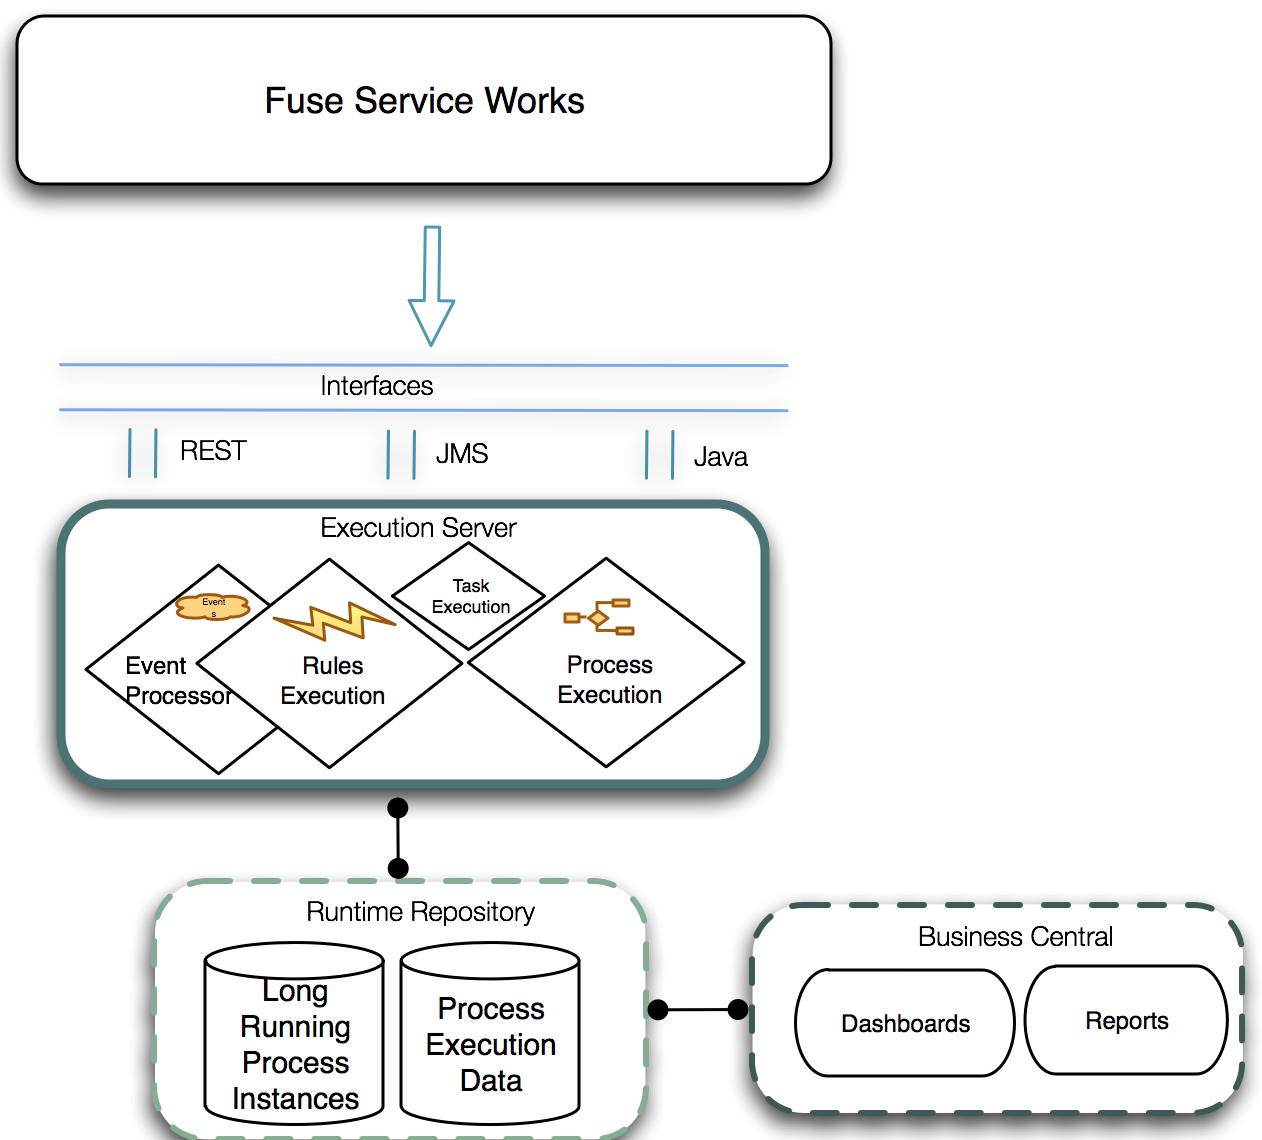 Fuse Service Works
Interfaces
REST
JMS
Java
Execution Server
Event
s
Event
Processor
Rules
Execution
Task
Execution
Process
Execution
Runtime Repository
Long
Running
Process
Instances
Process
Execution
Data
Business Central
Dashboards
Reports